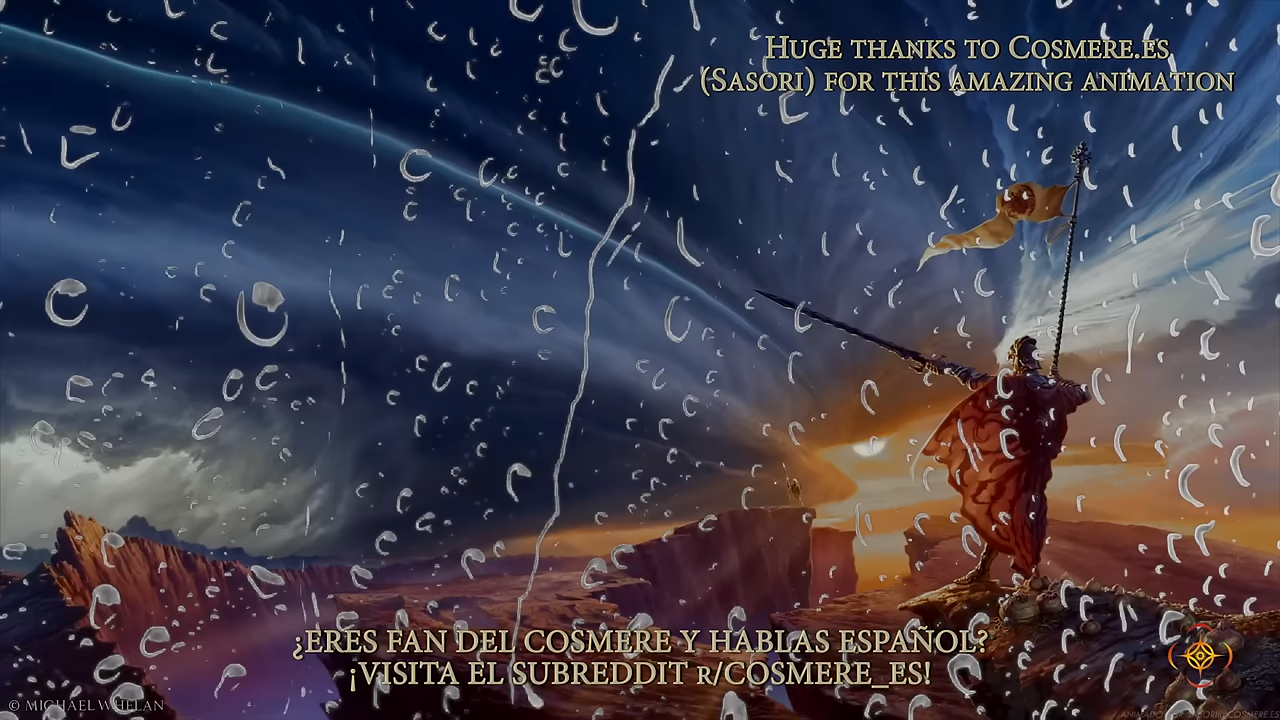 HUGE THANKS TO COSMERE.ES
(SASORI) FOR THIS AMAZING ANIMATION
¿ERES FAN DEL COSMERE Y HABLAS ESPAÑOL?
¡VISITA EL SUBREDDIT R/COSMERE_ES!
© MICHAEL WHELAN